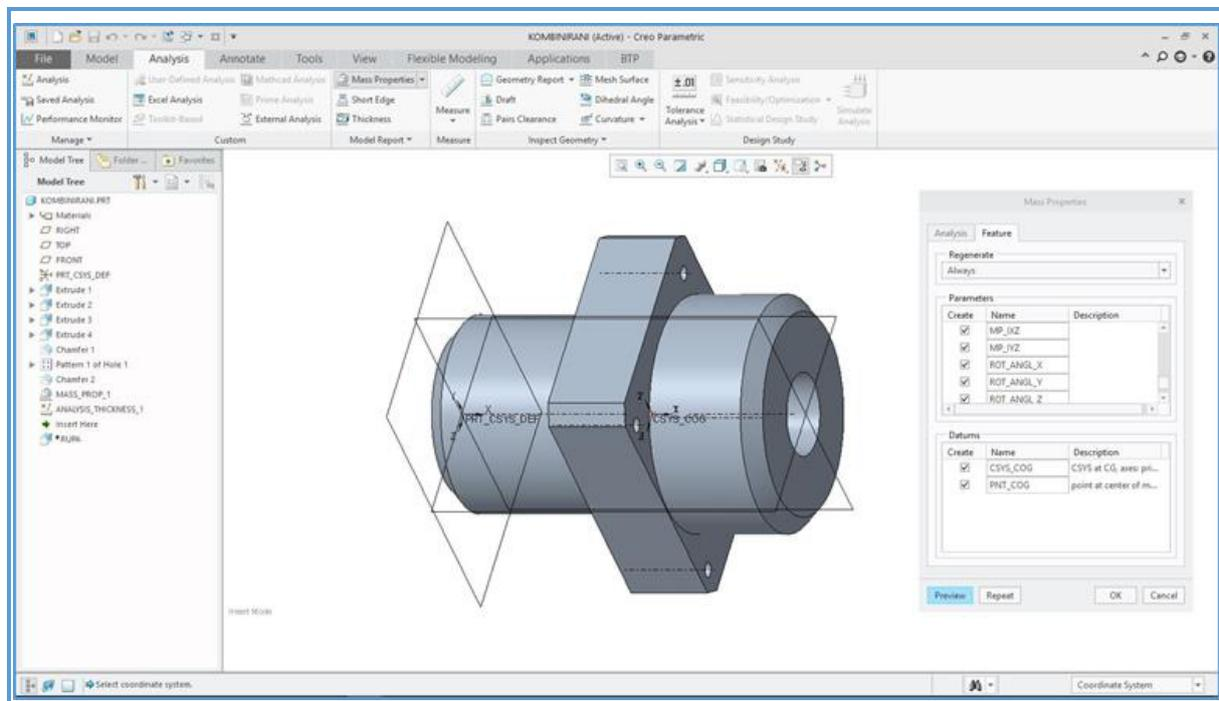 KOMBINIRANI (Active) - Creo Parametric
File Model Analysis Annotate Tools View Flexible Modeling Applications BTP
Analysis User-Defined Analysis Mathcad Analysis Mass Properties Geometry Report Mesh Surface Sensitivity Analysis
Saved Analysis Excel Analysis Prime Analysis Short Edge Measure Draft Dihedral Angle Tolerance Analysis Feasibility/Optimization Simulate Analysis
Performance Monitor Toolkit-Based External Analysis Thickness Pairs Clearance Curvature Statistical Design Study
Manage Custom Model Report Measure Inspect Geometry Design Study
Model Tree Folder ... Favorites
Model Tree
KOMBINIRANI.PRT
Materials
RIGHT
TOP
FRONT
PRT_CSYS_DEF
Extrude 1
Extrude 2
Extrude 3
Extrude 4
Chamfer 1
Pattern 1 of Hole 1
Chamfer 2
MASS_PROP_1
ANALYSIS_THICKNESS_1
Insert Here
X
PRT_CSYS_DEF
Z
CSYS_COG
Insert Mode
Mass Properties
Analysis Feature
Regenerate
Always
Parameters
Create Name Description
MP_IXZ
MP_IYZ
ROT_ANGL_X
ROT_ANGL_Y
ROT_ANGL_Z
Datums
Create Name Description
CSYS_COG CSYS at CG, axes: pri...
PNT_COG point at center of m...
Preview Repeat OK Cancel
Select coordinate system.
Coordinate System